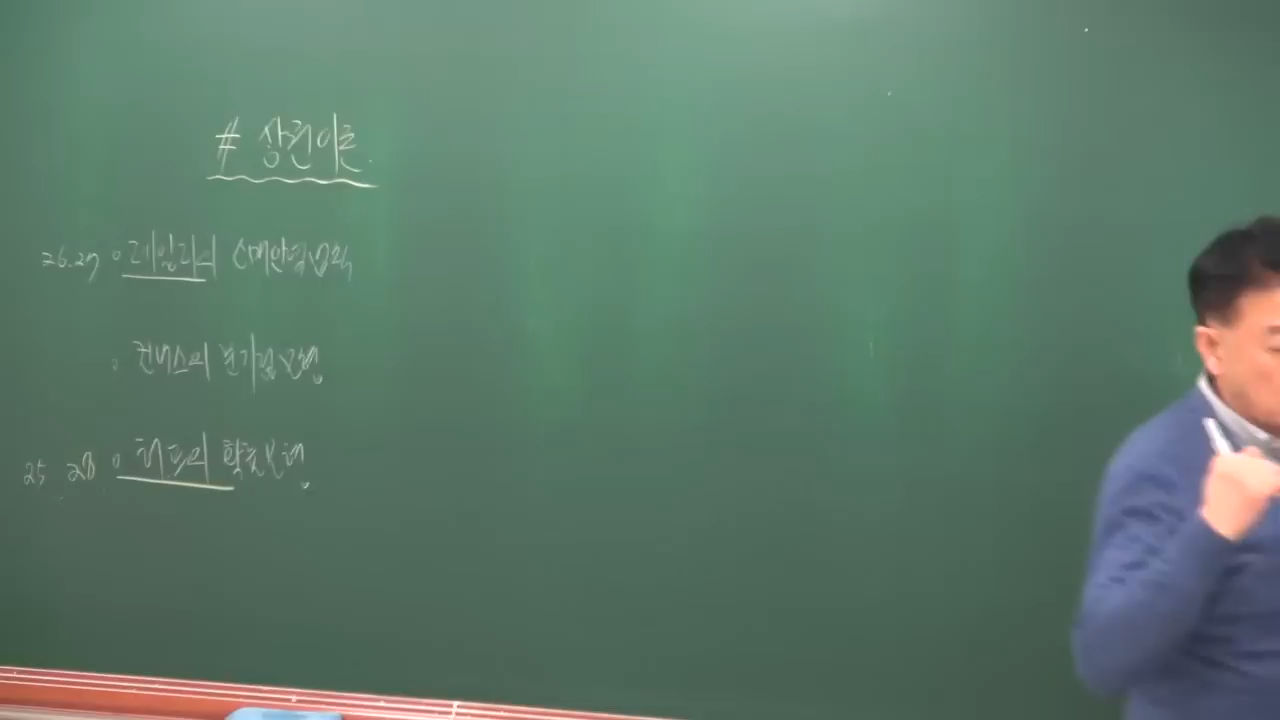 # 상권이론.
26.27 o 레일리의 소매인력법칙
o 컨버스의 분기점모형
25 28 o 허프의 확률모형